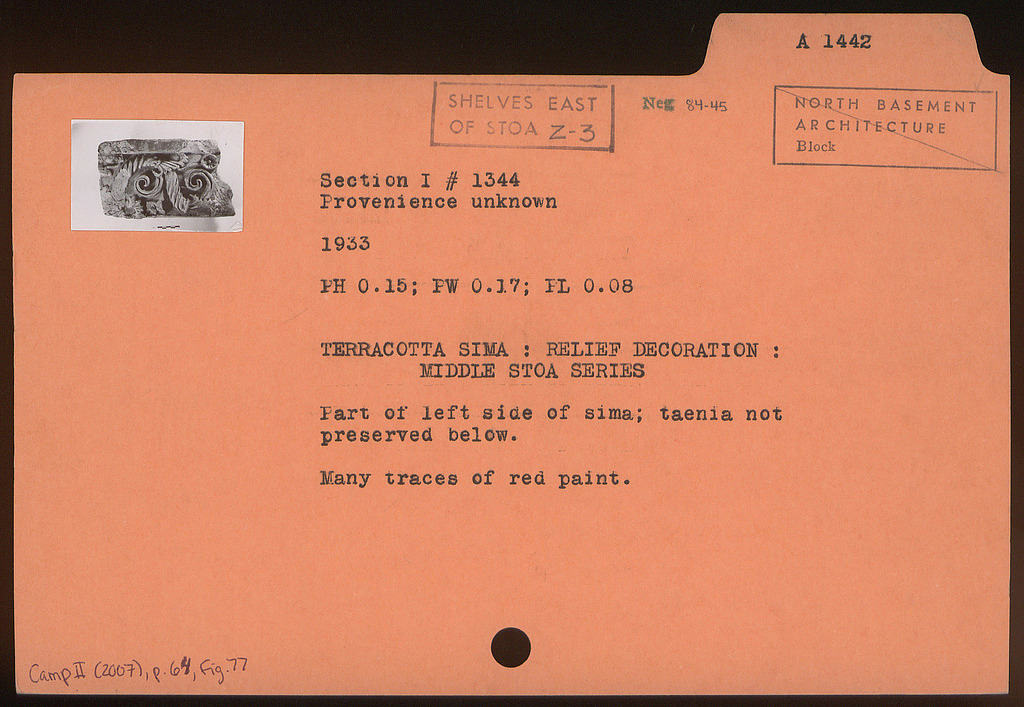 A 1442
SHELVES EAST
OF STOA Z-3
Neg 84-45
NORTH BASEMENT
ARCHITECTURE
Block
Section I # 1344
Provenience unknown
1933
PH 0.15; PW 0.17; PL 0.08
TERRACOTTA SIMA : RELIEF DECORATION :
MIDDLE STOA SERIES
Part of left side of sima; taenia not
preserved below.
Many traces of red paint.
Camp II (2007), p. 64, Fig. 77